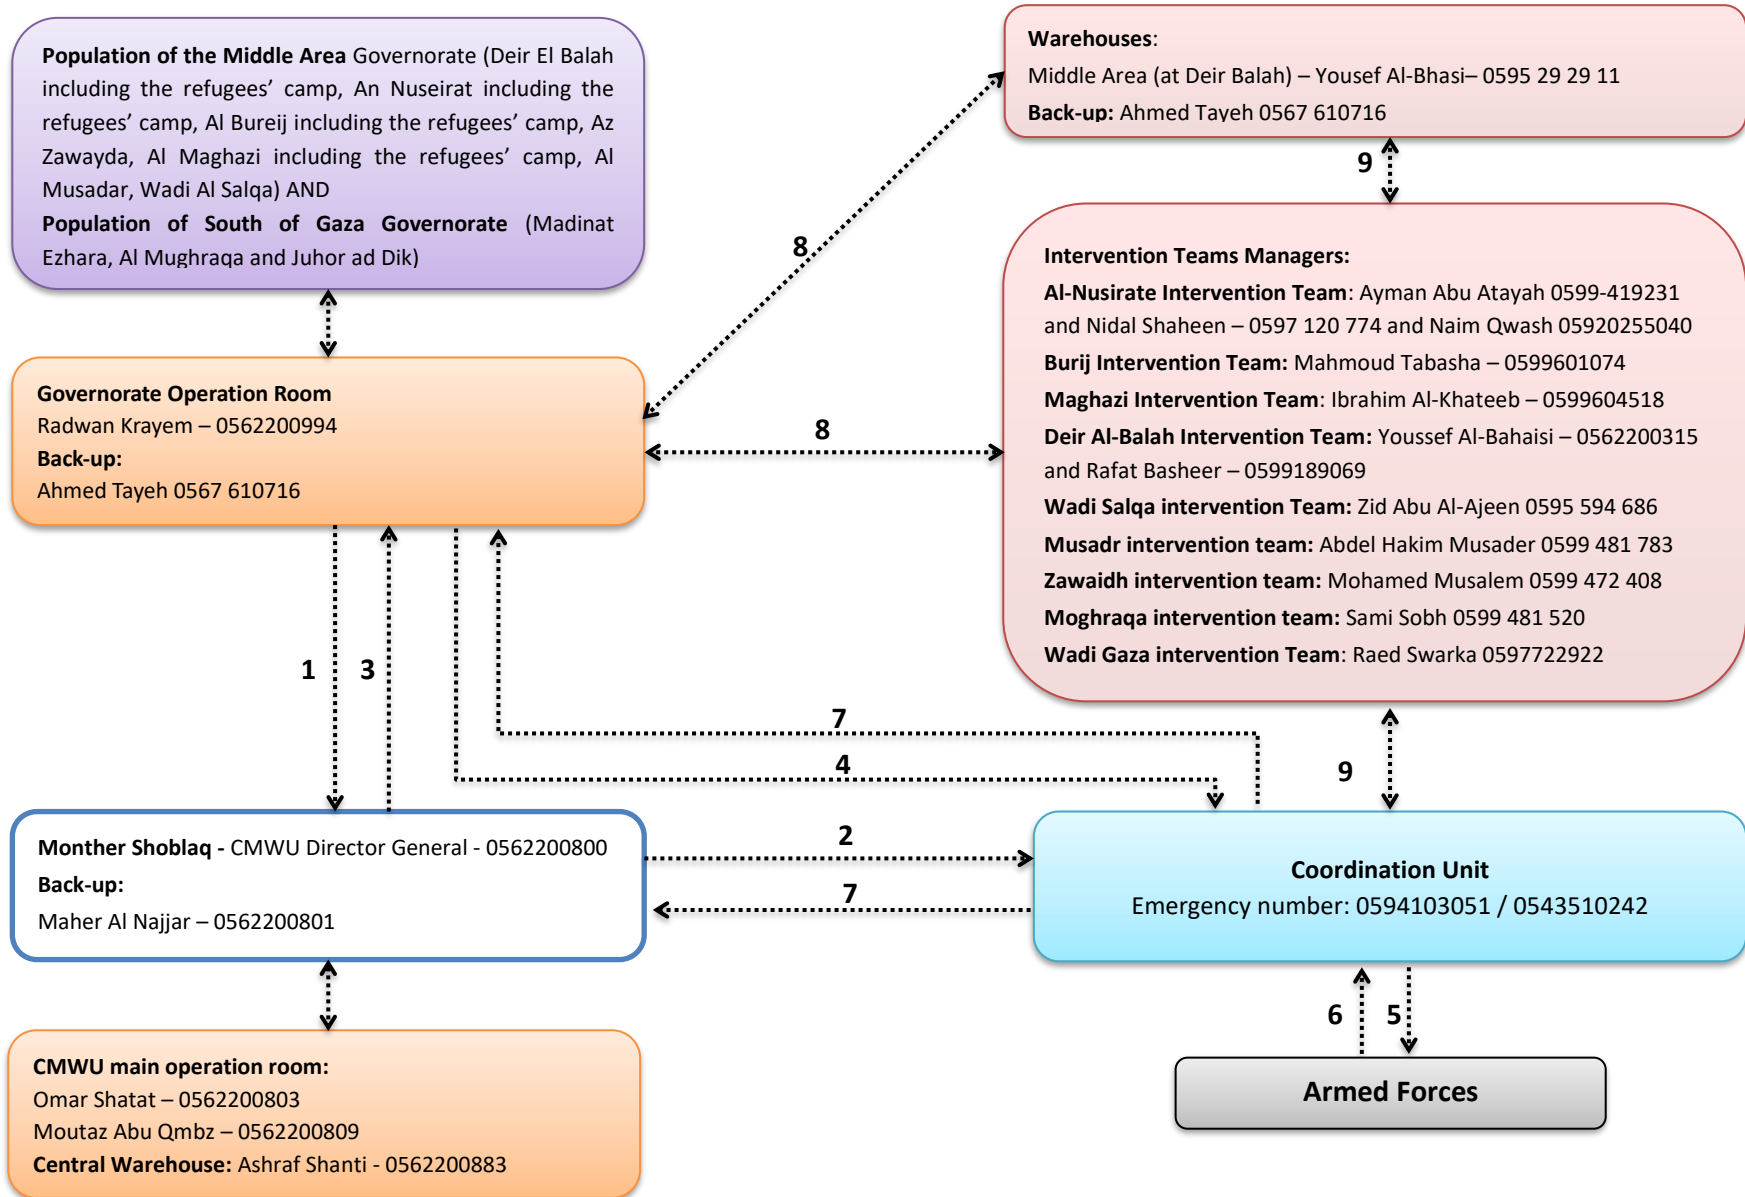 Population of the Middle Area Governorate (Deir El Balah
including the refugees’ camp, An Nuseirat including the
refugees’ camp, Al Bureij including the refugees’ camp, Az
Zawayda, Al Maghazi including the refugees’ camp, Al
Musadar, Wadi Al Salqa) AND
Population of South of Gaza Governorate (Madinat
Ezhara, Al Mughraqa and Juhor ad Dik)
Warehouses:
Middle Area (at Deir Balah) – Yousef Al-Bhasi– 0595 29 29 11
Back-up: Ahmed Tayeh 0567 610716
9
8
Intervention Teams Managers:
Al-Nusirate Intervention Team: Ayman Abu Atayah 0599-419231
and Nidal Shaheen – 0597 120 774 and Naim Qwash 05920255040
Burij Intervention Team: Mahmoud Tabasha – 0599601074
Maghazi Intervention Team: Ibrahim Al-Khateeb – 0599604518
Deir Al-Balah Intervention Team: Youssef Al-Bahaisi – 0562200315
and Rafat Basheer – 0599189069
Wadi Salqa intervention Team: Zid Abu Al-Ajeen 0595 594 686
Musadr intervention team: Abdel Hakim Musader 0599 481 783
Zawaidh intervention team: Mohamed Musalem 0599 472 408
Moghraqa intervention team: Sami Sobh 0599 481 520
Wadi Gaza intervention Team: Raed Swarka 0597722922
Governorate Operation Room
Radwan Krayem – 0562200994
Back-up:
Ahmed Tayeh 0567 610716
8
1
3
7
4
9
Monther Shoblaq - CMWU Director General - 0562200800
Back-up:
Maher Al Najjar – 0562200801
2
7
Coordination Unit
Emergency number: 0594103051 / 0543510242
6
5
Armed Forces
CMWU main operation room:
Omar Shatat – 0562200803
Moutaz Abu Qmbz – 0562200809
Central Warehouse: Ashraf Shanti - 0562200883